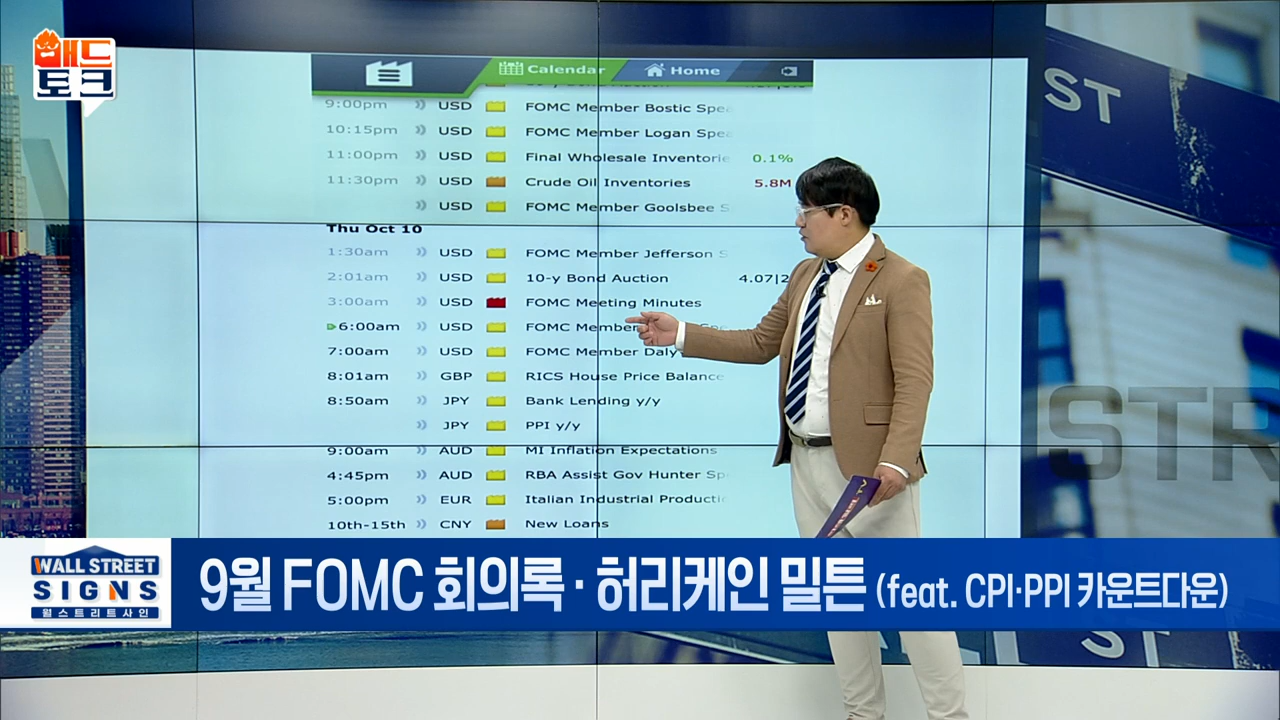 매드
토크
Calendar
Home
9:00pm USD FOMC Member Bostic Spea
10:15pm USD FOMC Member Logan Spea
11:00pm USD Final Wholesale Inventorie 0.1%
11:30pm USD Crude Oil Inventories 5.8M
USD FOMC Member Goolsbee S
Thu Oct 10
1:30am USD FOMC Member Jefferson S
2:01am USD 10-y Bond Auction 4.07|2
3:00am USD FOMC Meeting Minutes
6:00am USD FOMC Member
7:00am USD FOMC Member Daly
8:01am GBP RICS House Price Balance
8:50am JPY Bank Lending y/y
JPY PPI y/y
9:00am AUD MI Inflation Expectations
4:45pm AUD RBA Assist Gov Hunter Sp
5:00pm EUR Italian Industrial Producti
10th-15th CNY New Loans
ST
STR
WALL STREET
SIGNS
월스트리트사인
9월 FOMC 회의록·허리케인 밀튼 (feat. CPI·PPI 카운트다운)
ST